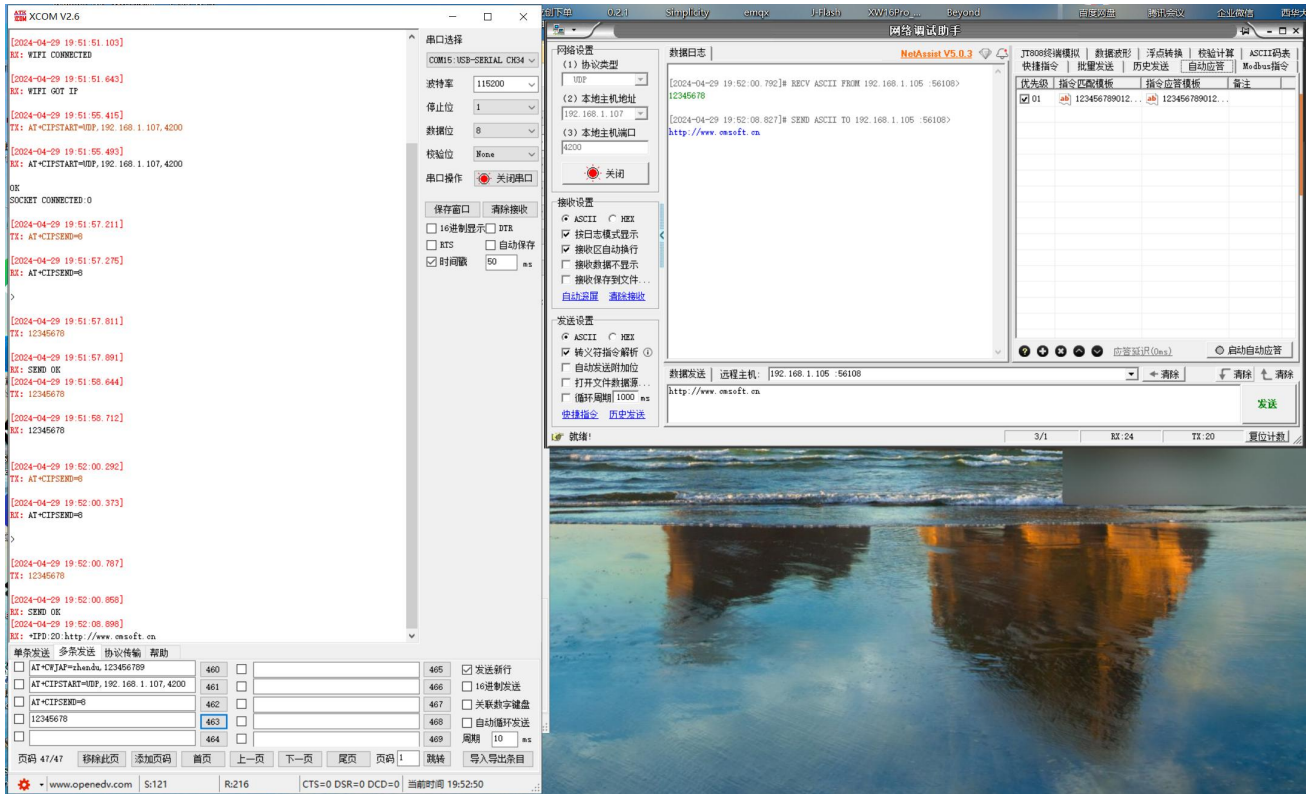 XCOM V2.6
[2024-04-29 19:51:51.103]
RX: WIFI CONNECTED
[2024-04-29 19:51:51.643]
RX: WIFI GOT IP
[2024-04-29 19:51:55.415]
TX: AT+CIPSTART=UDP,192.168.1.107,4200
[2024-04-29 19:51:55.493]
RX: AT+CIPSTART=UDP,192.168.1.107,4200
OK
SOCKET CONNECTED:0
[2024-04-29 19:51:57.211]
TX: AT+CIPSEND=8
[2024-04-29 19:51:57.275]
RX: AT+CIPSEND=8
>
[2024-04-29 19:51:57.811]
TX: 12345678
[2024-04-29 19:51:57.891]
RX: SEND OK
[2024-04-29 19:51:58.644]
TX: 12345678
[2024-04-29 19:51:58.712]
RX: 12345678
[2024-04-29 19:52:00.292]
TX: AT+CIPSEND=8
[2024-04-29 19:52:00.373]
RX: AT+CIPSEND=8
>
[2024-04-29 19:52:00.787]
TX: 12345678
[2024-04-29 19:52:00.858]
RX: SEND OK
[2024-04-29 19:52:08.898]
RX: +IPD:20:http://www.cmsoft.cn
串口选择
COM15:USB-SERIAL CH34
波特率 115200
停止位 1
数据位 8
校验位 None
串口操作 关闭串口
保存窗口 清除接收
16进制显示 DTR
RTS 自动保存
时间戳 50 ms
单条发送 多条发送 协议传输 帮助
AT+CWJAP=zhendu,123456789 460 465 发送新行
AT+CIPSTART=UDP,192.168.1.107,4200 461 466 16进制发送
AT+CIPSEND=8 462 467 关联数字键盘
12345678 463 468 自动循环发送
464 469 周期 10 ms
页码 47/47 移除此页 添加页码 首页 上一页 下一页 尾页 页码 1 跳转 导入导出条目
www.openedv.com S:121 R:216 CTS=0 DSR=0 DCD=0 当前时间 19:52:50
创下单 0.2.1 Simplicity emqx J-Flash XW16Pro_... Beyond 百度网盘 腾讯会议 企业微信
网络调试助手
网络设置
(1) 协议类型
UDP
(2) 本地主机地址
192.168.1.107
(3) 本地主机端口
4200
关闭
接收设置
ASCII HEX
按日志模式显示
接收区自动换行
接收数据不显示
接收保存到文件...
自动滚屏 清除接收
发送设置
ASCII HEX
转义符指令解析
自动发送附加位
打开文件数据源...
循环周期 1000 ms
快捷指令 历史发送
就绪!
数据日志 NetAssist V5.0.3
[2024-04-29 19:52:00.792]# RECV ASCII FROM 192.168.1.105 :56108>
12345678
[2024-04-29 19:52:08.827]# SEND ASCII TO 192.168.1.105 :56108>
http://www.cmsoft.cn
数据发送 远程主机: 192.168.1.105 :56108 清除 清除 清除
http://www.cmsoft.cn
发送
3/1 RX:24 TX:20 复位计数
JT808终端模拟 数据波形 浮点转换 校验计算 ASCII码表
快捷指令 批量发送 历史发送 自动应答 Modbus指令
优先级 指令匹配模板 指令应答模板 备注
01 ab 123456789012... ab 123456789012...
应答延迟(0ms) 启动自动应答